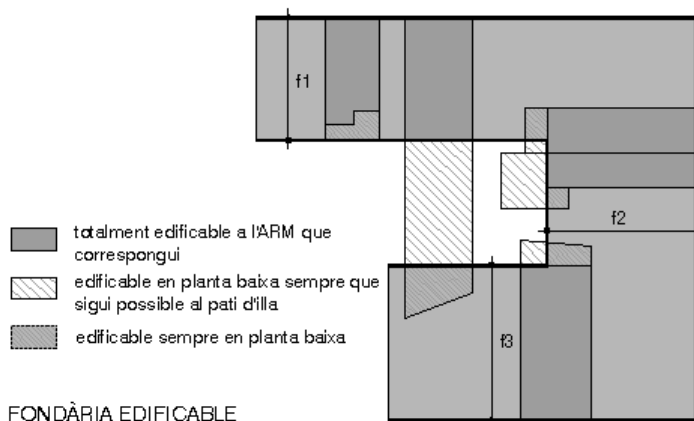 f1
f2
totalment edificable a l'ARM que
correspongui
edificable en planta baixa sempre que
sigui possible al pati d'illa
edificable sempre en planta baixa
f3
FONDÀRIA EDIFICABLE